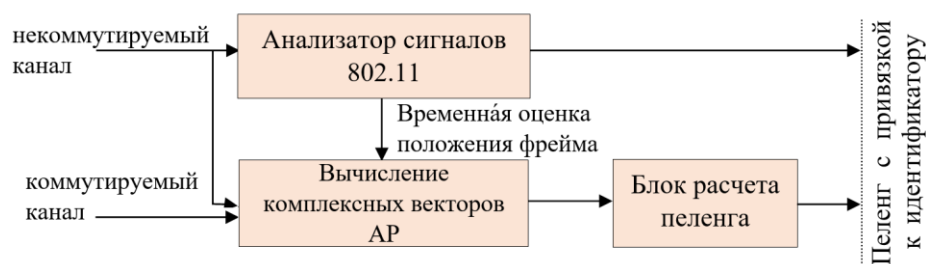 некоммутируемый
канал
Анализатор сигналов
802.11
Временна́я оценка
положения фрейма
коммутируемый
канал
Вычисление
комплексных векторов
АР
Блок расчета
пеленга
Пеленг с привязкой
к идентификатору